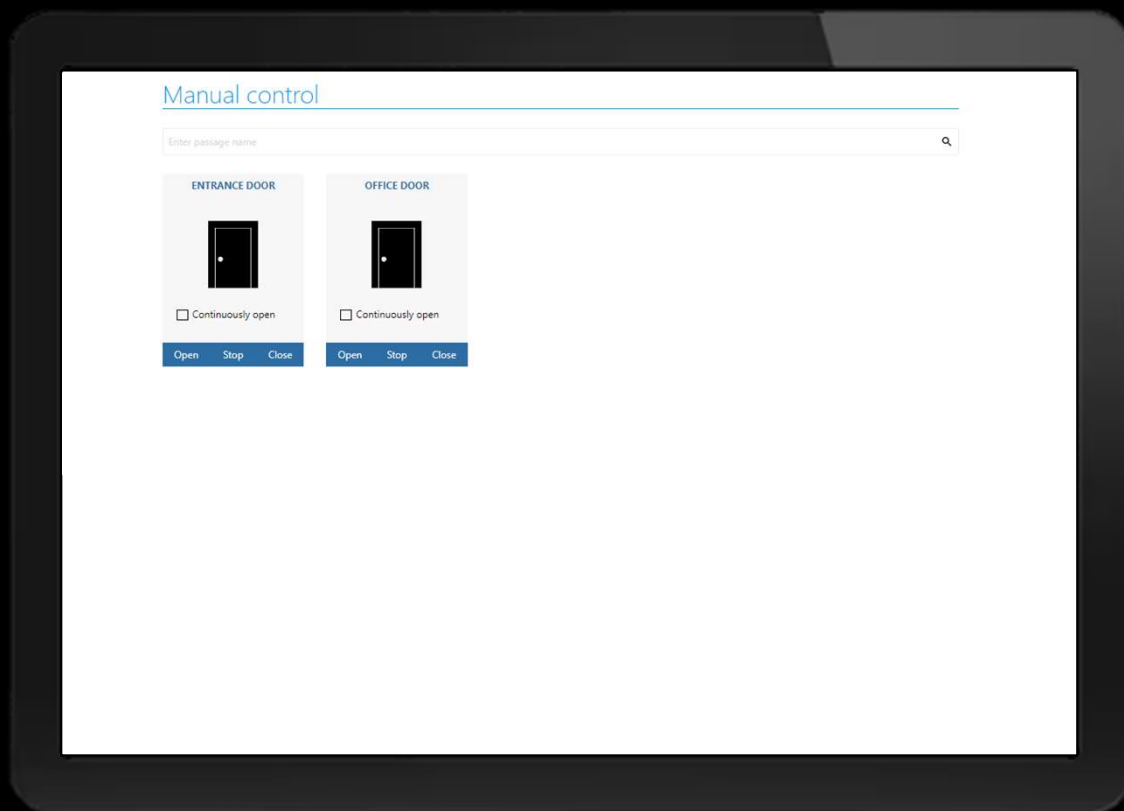 Manual control
Enter passage name
ENTRANCE DOOR
OFFICE DOOR
Continuously open
Continuously open
Open Stop Close
Open Stop Close